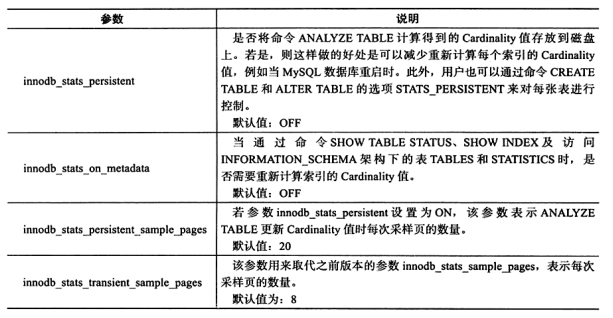 参数
说明
innodb_stats_persistent
是否将命令 ANALYZE TABLE 计算得到的 Cardinality 值存放到磁盘
上。若是，则这样做的好处是可以减少重新计算每个索引的 Cardinality
值，例如当 MySQL 数据库重启时。此外，用户也可以通过命令 CREATE
TABLE 和 ALTER TABLE 的选项 STATS_PERSISTENT 来对每张表进行
控制。
默认值：OFF
innodb_stats_on_metadata
当通过命令 SHOW TABLE STATUS、SHOW INDEX 及访问
INFORMATION_SCHEMA 架构下的表 TABLES 和 STATISTICS 时，是
否需要重新计算索引的 Cardinality 值。
默认值：OFF
innodb_stats_persistent_sample_pages
若参数 innodb_stats_persistent 设置为 ON，该参数表示 ANALYZE
TABLE 更新 Cardinality 值时每次采样页的数量。
默认值：20
innodb_stats_transient_sample_pages
该参数用来取代之前版本的参数 innodb_stats_sample_pages，表示每次
采样页的数量。
默认值为：8